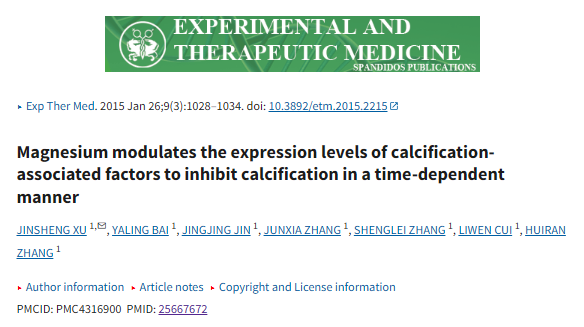 EXPERIMENTAL AND
THERAPEUTIC MEDICINE
SPANDIDOS PUBLICATIONS
Exp Ther Med. 2015 Jan 26;9(3):1028–1034. doi: 10.3892/etm.2015.2215
Magnesium modulates the expression levels of calcification-
associated factors to inhibit calcification in a time-dependent
manner
JINSHENG XU 1,✉, YALING BAI 1, JINGJING JIN 1, JUNXIA ZHANG 1, SHENGLEI ZHANG 1, LIWEN CUI 1, HUIRAN
ZHANG 1
Author information Article notes Copyright and License information
PMCID: PMC4316900 PMID: 25667672